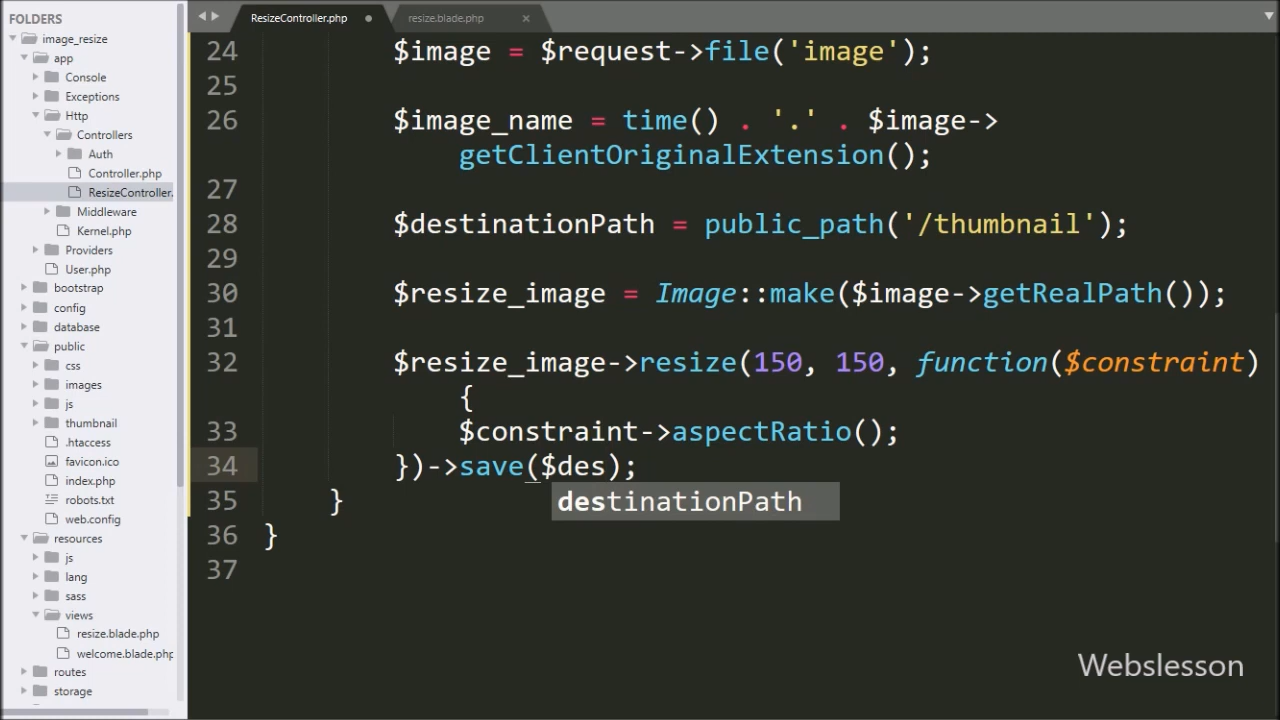 FOLDERS
image_resize
app
Console
Exceptions
Http
Controllers
Auth
Controller.php
ResizeController.
Middleware
Kernel.php
Providers
User.php
bootstrap
config
database
public
css
images
js
thumbnail
.htaccess
favicon.ico
index.php
robots.txt
web.config
resources
js
lang
sass
views
resize.blade.php
welcome.blade.php
routes
storage
ResizeController.php
resize.blade.php
24 $image = $request->file('image');
25
26 $image_name = time() . '.' . $image->
getClientOriginalExtension();
27
28 $destinationPath = public_path('/thumbnail');
29
30 $resize_image = Image::make($image->getRealPath());
31
32 $resize_image->resize(150, 150, function($constraint)
{
33 $constraint->aspectRatio();
34 })->save($des);
destinationPath
35 }
36 }
37
Webslesson